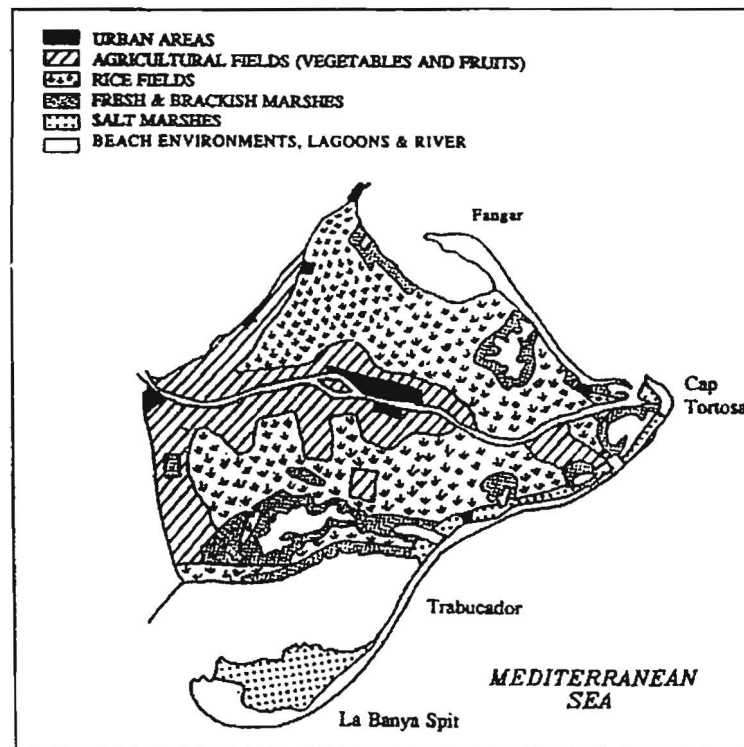 URBAN AREAS
AGRICULTURAL FIELDS (VEGETABLES AND FRUITS)
RICE FIELDS
FRESH & BRACKISH MARSHES
SALT MARSHES
BEACH ENVIRONMENTS, LAGOONS & RIVER
Fangar
Cap
Tortosa
Trabucador
MEDITERRANEAN
SEA
La Banya Spit